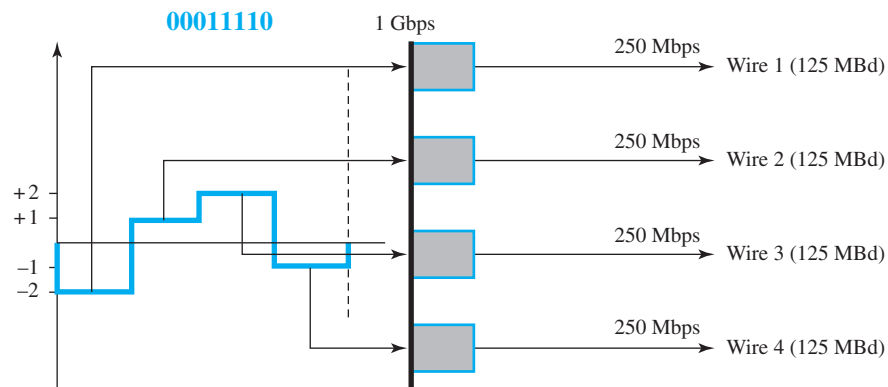 00011110
1 Gbps
250 Mbps
Wire 1 (125 MBd)
250 Mbps
Wire 2 (125 MBd)
+2
+1
250 Mbps
Wire 3 (125 MBd)
−1
−2
250 Mbps
Wire 4 (125 MBd)